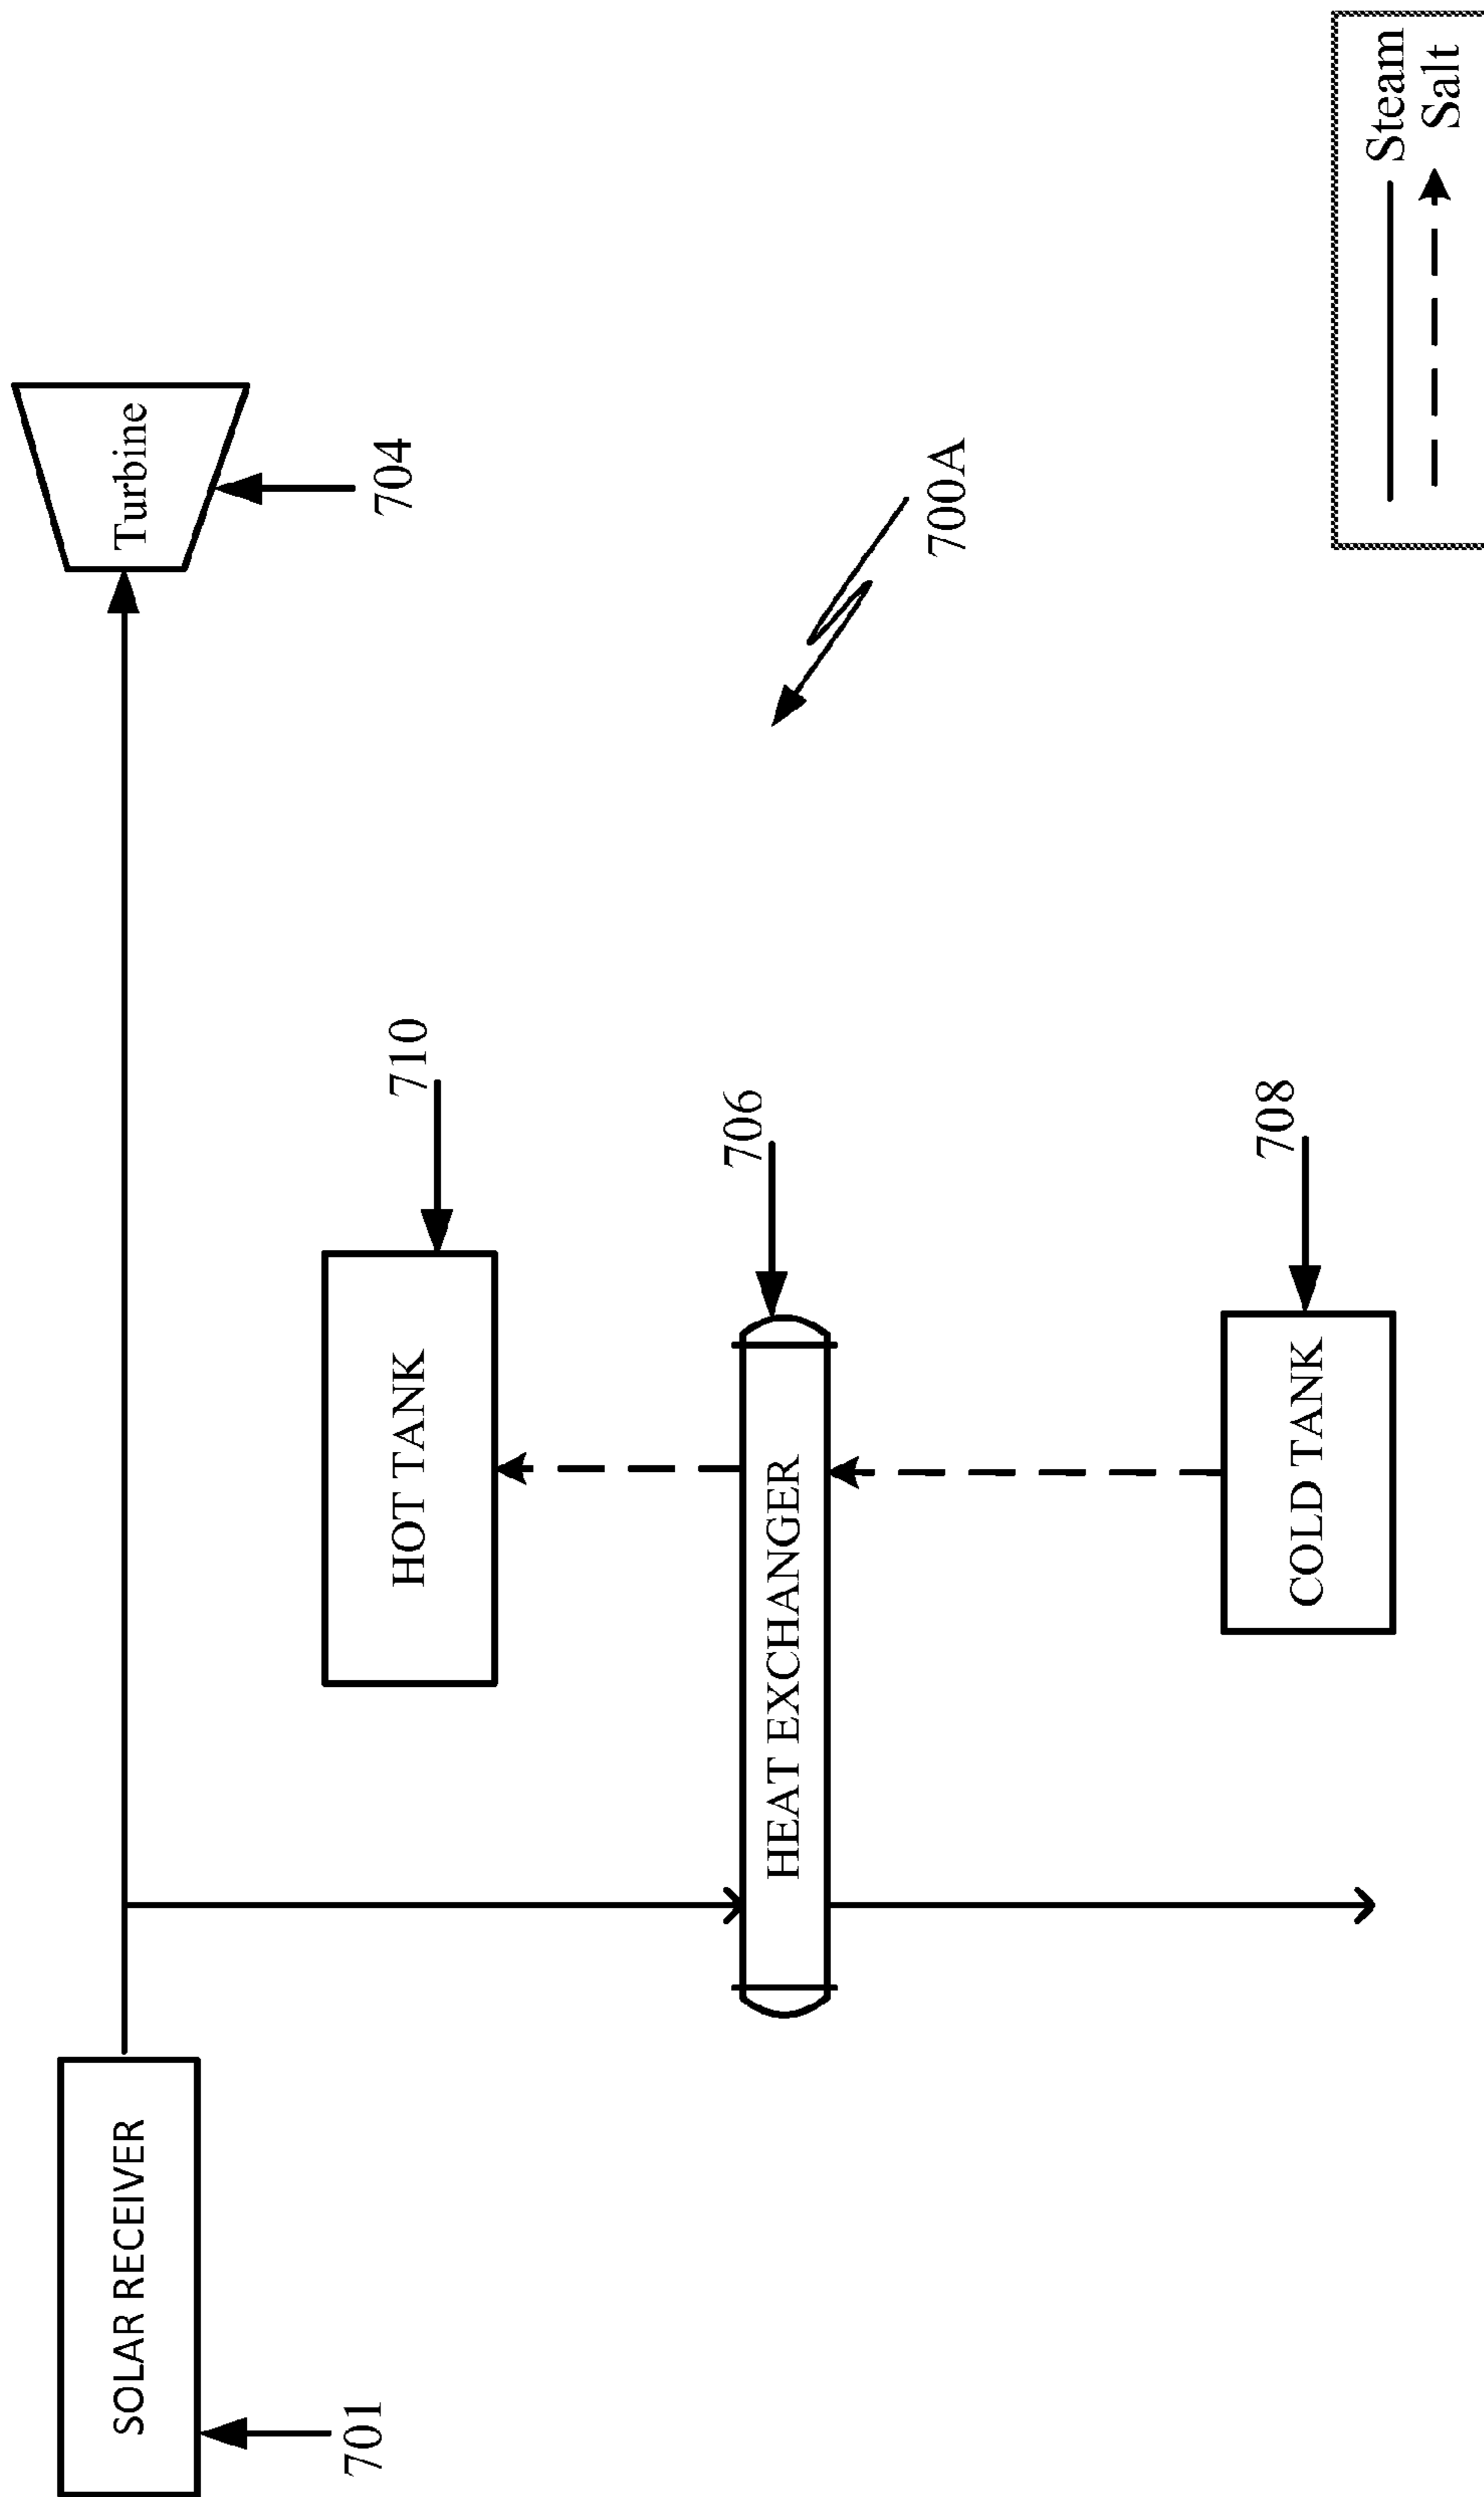 SOLAR RECEIVER
Turbine
701
704
HOT TANK
710
HEAT EXCHANGER
706
700A
COLD TANK
708
Steam
Salt